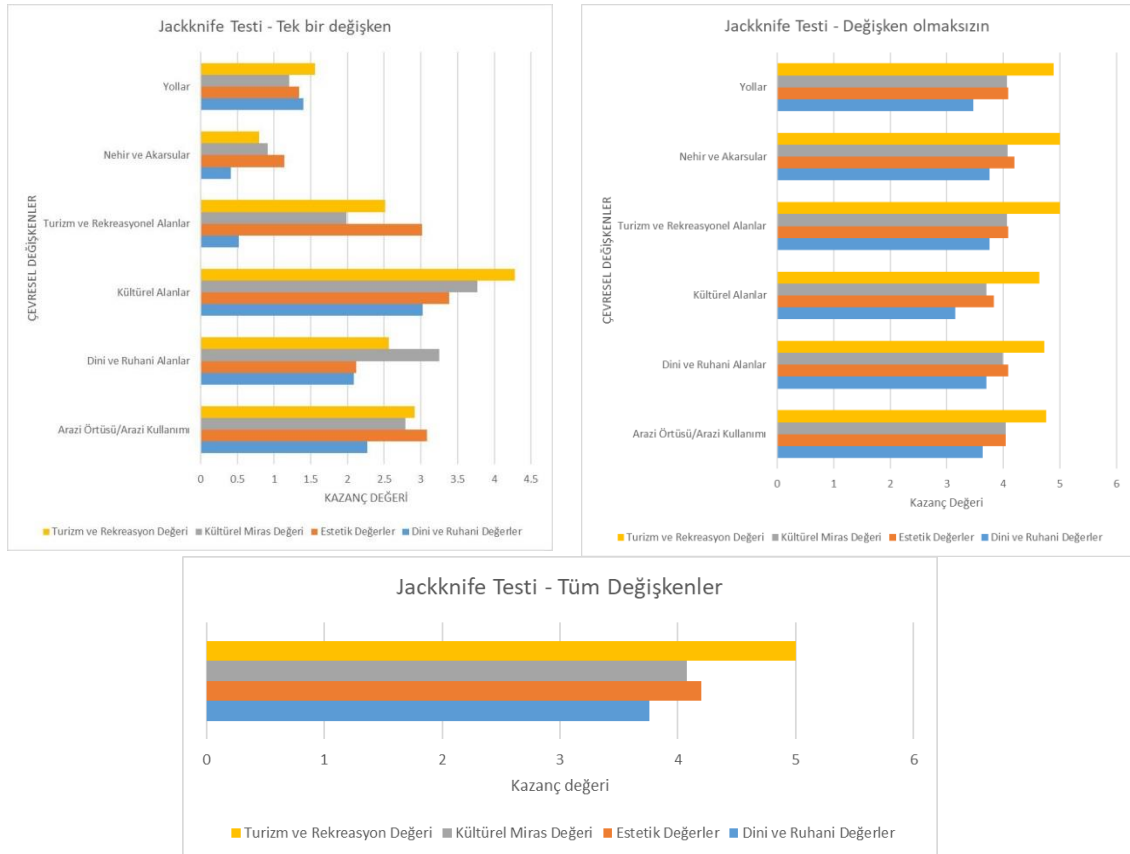 Jackknife Testi - Tek bir değişken
ÇEVRESEL DEĞİŞKENLER
Yollar
Nehir ve Akarsular
Turizm ve Rekreasyonel Alanlar
Kültürel Alanlar
Dini ve Ruhani Alanlar
Arazi Örtüsü/Arazi Kullanımı
0 0.5 1 1.5 2 2.5 3 3.5 4 4.5
KAZANÇ DEĞERİ
Turizm ve Rekreasyon Değeri Kültürel Miras Değeri Estetik Değerler Dini ve Ruhani Değerler
Jackknife Testi - Değişken olmaksızın
ÇEVRESEL DEĞİŞKENLER
Yollar
Nehir ve Akarsular
Turizm ve Rekreasyonel Alanlar
Kültürel Alanlar
Dini ve Ruhani Alanlar
Arazi Örtüsü/Arazi Kullanımı
0 1 2 3 4 5 6
Kazanç Değeri
Turizm ve Rekreasyon Değeri Kültürel Miras Değeri Estetik Değerler Dini ve Ruhani Değerler
Jackknife Testi - Tüm Değişkenler
0 1 2 3 4 5 6
Kazanç değeri
Turizm ve Rekreasyon Değeri Kültürel Miras Değeri Estetik Değerler Dini ve Ruhani Değerler